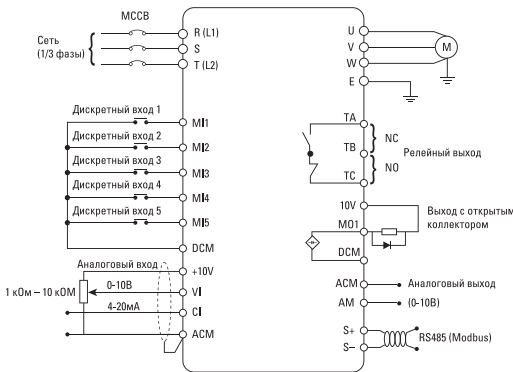 MCCB
Сеть
(1/3 фазы)
R (L1)
S
T (L2)
Дискретный вход 1
MI1
Дискретный вход 2
MI2
Дискретный вход 3
MI3
Дискретный вход 4
MI4
Дискретный вход 5
MI5
DCM
Аналоговый вход
+10V
1 кОм – 10 кОМ
0-10В
VI
4-20мА
CI
ACM
U
V
W
M
E
TA
NC
TB
Релейный выход
NO
TC
10V
MO1
Выход с открытым
коллектором
DCM
ACM
Аналоговый выход
AM
(0-10В)
S+
RS485 (Modbus)
S–